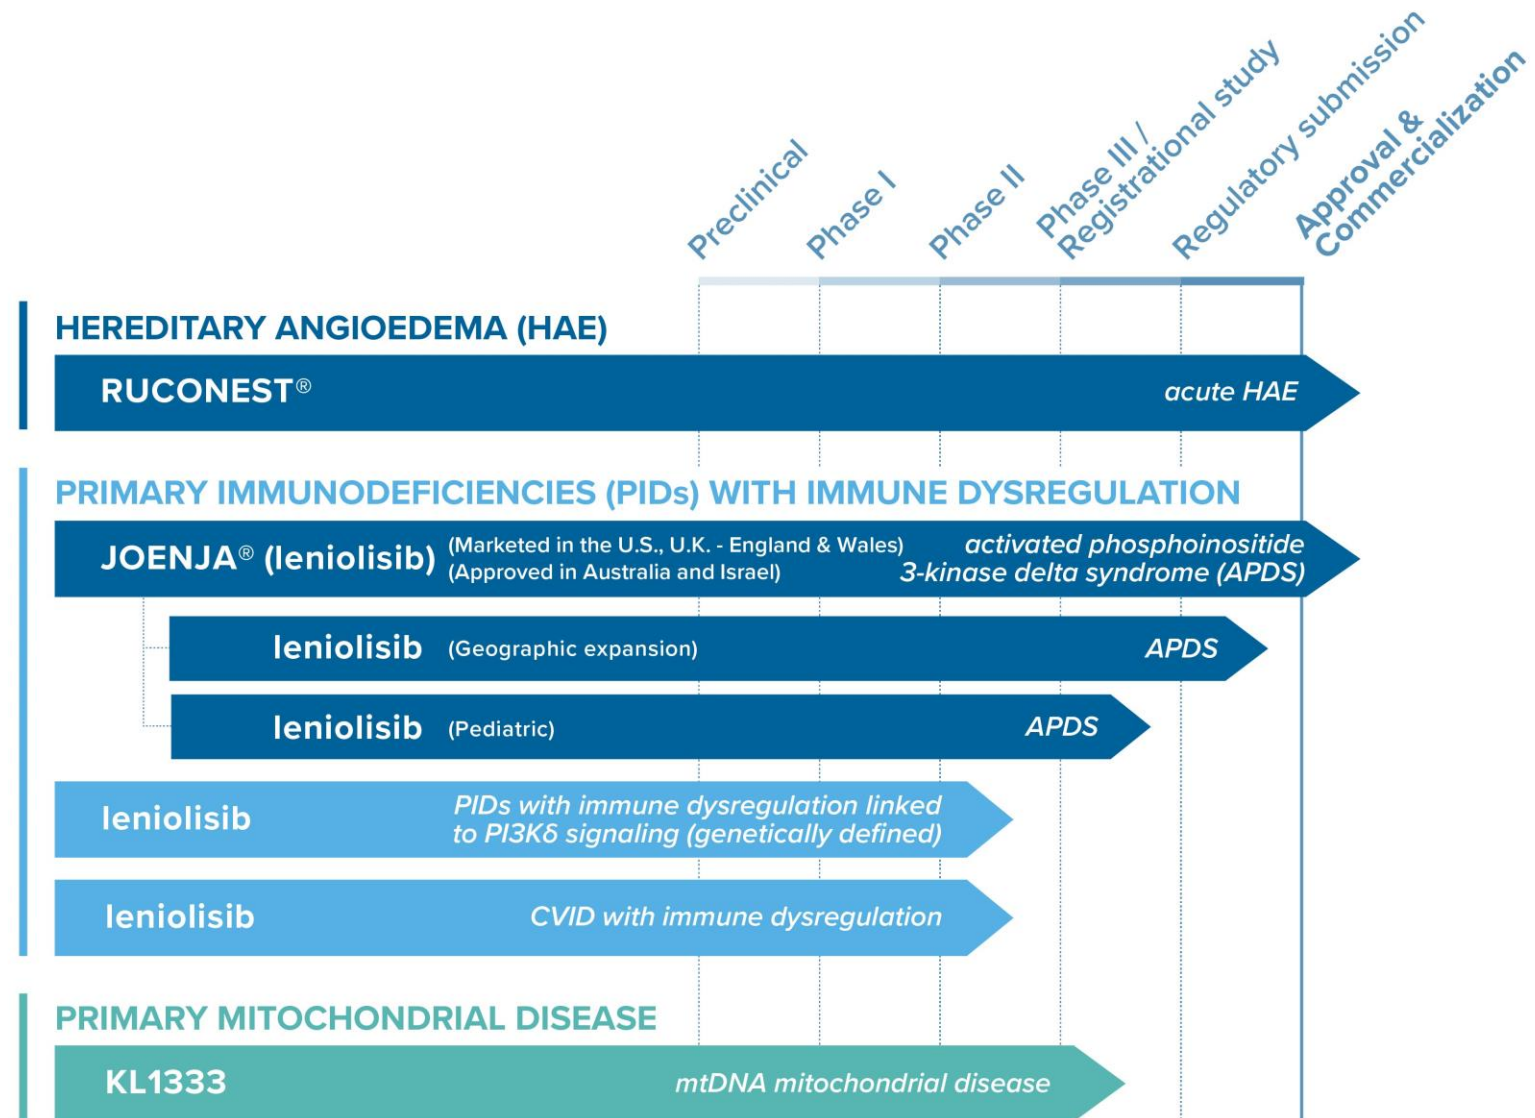 Preclinical
Phase I
Phase II
Phase III /
Registrational study
Regulatory submission
Approval &
Commercialization
HEREDITARY ANGIOEDEMA (HAE)
RUCONEST® acute HAE
PRIMARY IMMUNODEFICIENCIES (PIDs) WITH IMMUNE DYSREGULATION
JOENJA® (leniolisib)
(Marketed in the U.S., U.K. - England & Wales)
(Approved in Australia and Israel)
activated phosphoinositide
3-kinase delta syndrome (APDS)
leniolisib (Geographic expansion) APDS
leniolisib (Pediatric) APDS
leniolisib
PIDs with immune dysregulation linked
to PI3Kδ signaling (genetically defined)
leniolisib CVID with immune dysregulation
PRIMARY MITOCHONDRIAL DISEASE
KL1333 mtDNA mitochondrial disease